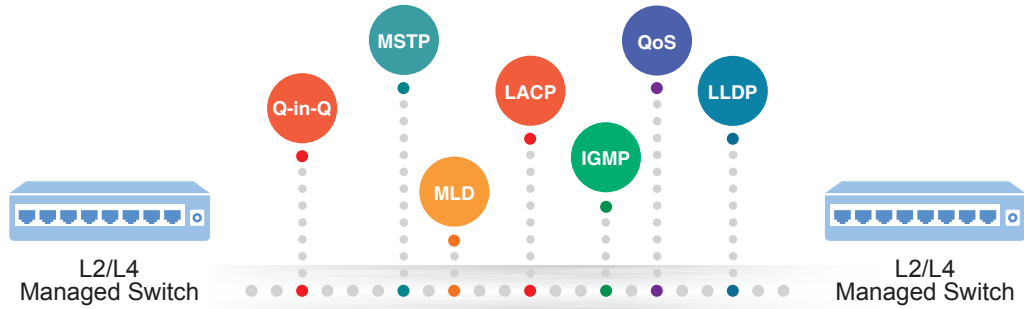 MSTP
QoS
Q-in-Q
LACP
LLDP
IGMP
MLD
L2/L4
Managed Switch
L2/L4
Managed Switch